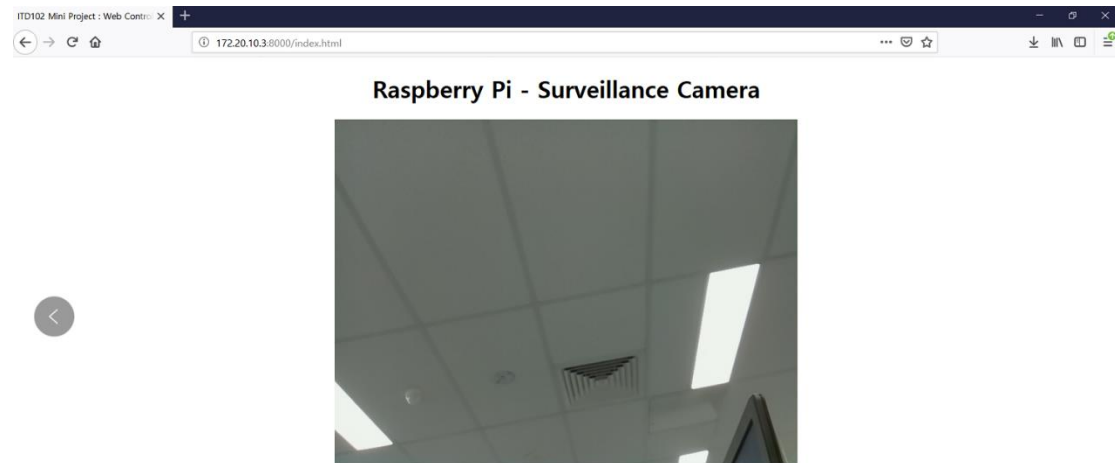 ITD102 Mini Project : Web Contro
172.20.10.3:8000/index.html
Raspberry Pi - Surveillance Camera